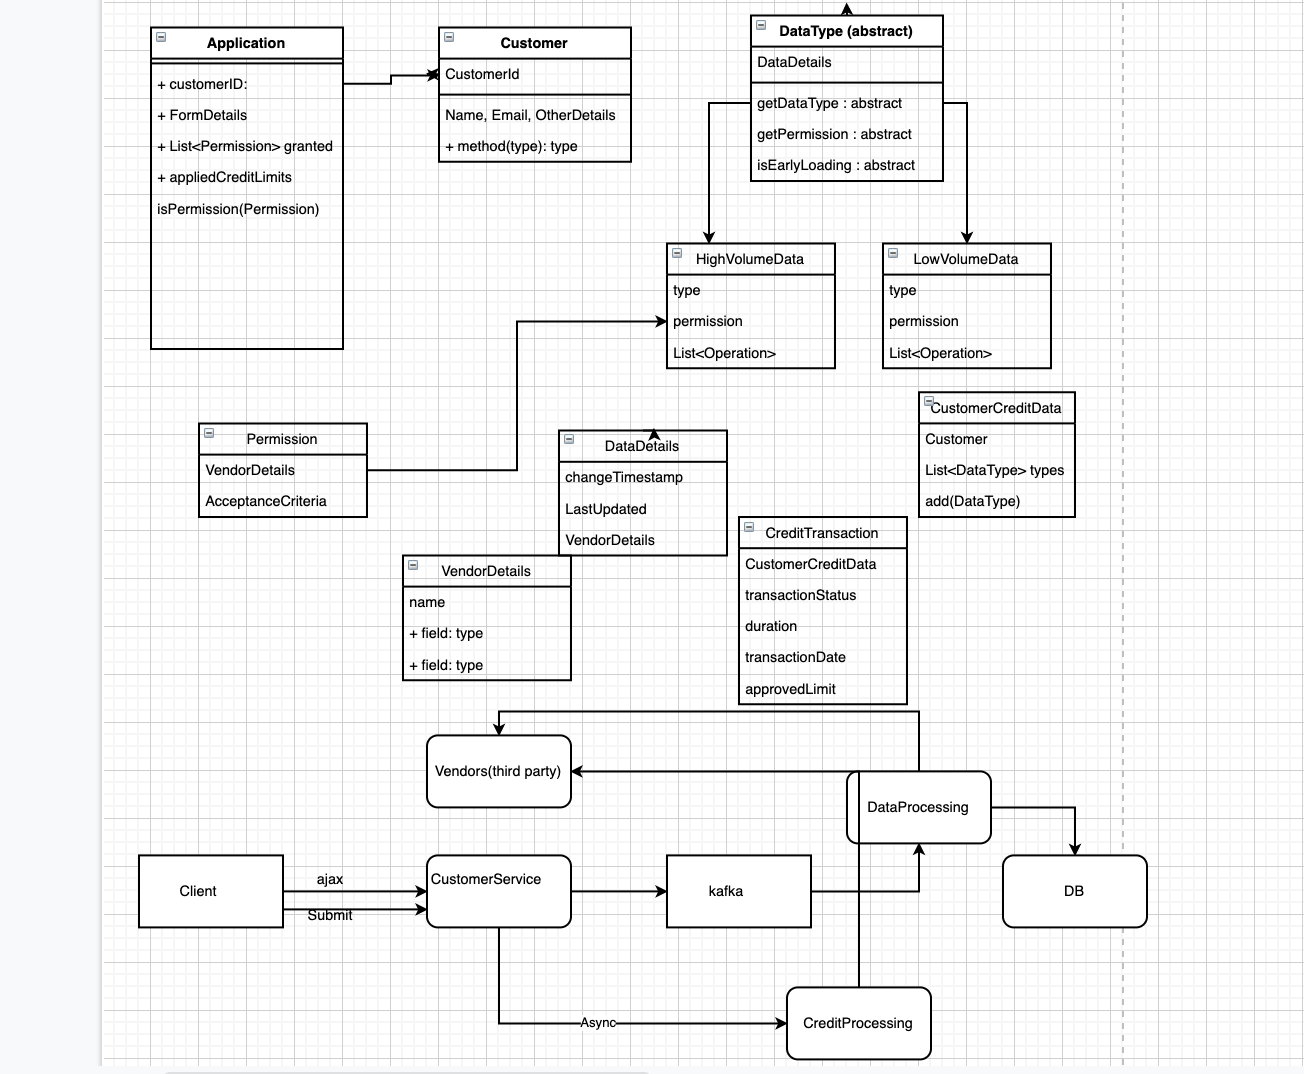 Application
+ customerID:
+ FormDetails
+ List<Permission> granted
+ appliedCreditLimits
isPermission(Permission)
Customer
CustomerId
Name, Email, OtherDetails
+ method(type): type
DataType (abstract)
DataDetails
getDataType : abstract
getPermission : abstract
isEarlyLoading : abstract
HighVolumeData
type
permission
List<Operation>
LowVolumeData
type
permission
List<Operation>
Permission
VendorDetails
AcceptanceCriteria
DataDetails
changeTimestamp
LastUpdated
VendorDetails
CustomerCreditData
Customer
List<DataType> types
add(DataType)
VendorDetails
name
+ field: type
+ field: type
CreditTransaction
CustomerCreditData
transactionStatus
duration
transactionDate
approvedLimit
Vendors(third party)
DataProcessing
Client
ajax
Submit
CustomerService
kafka
DB
Async
CreditProcessing